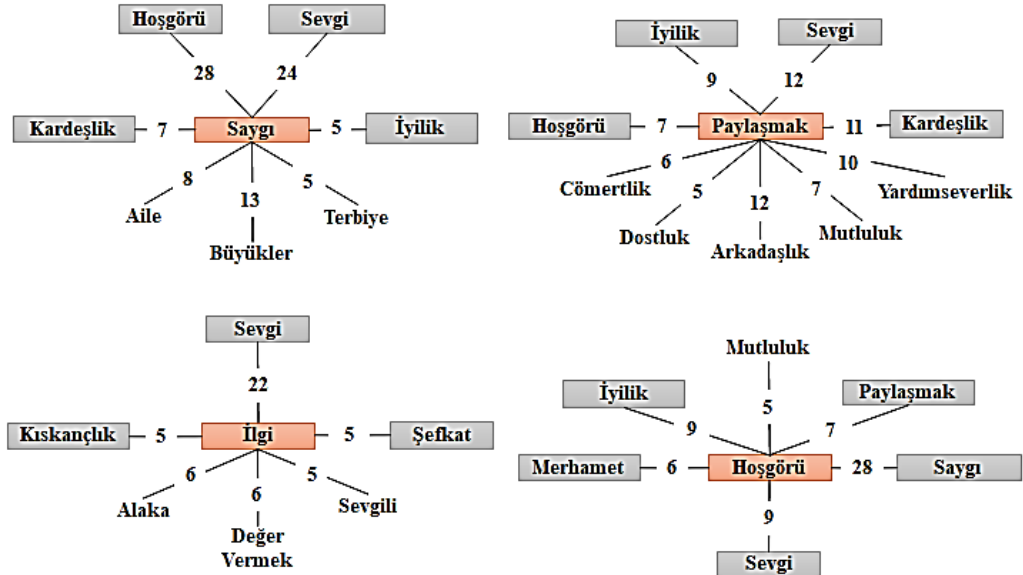 Hoşgörü
Sevgi
28
24
Kardeşlik
7
Saygı
5
İyilik
8
13
5
Aile
Büyükler
Terbiye
İyilik
Sevgi
9
12
Hoşgörü
7
Paylaşmak
11
Kardeşlik
6
5
12
7
10
Cömertlik
Dostluk
Arkadaşlık
Mutluluk
Yardımseverlik
Sevgi
22
Kıskançlık
5
İlgi
5
Şefkat
6
6
5
Alaka
Değer
Vermek
Sevgili
Mutluluk
İyilik
Paylaşmak
9
5
7
Merhamet
6
Hoşgörü
28
Saygı
9
Sevgi